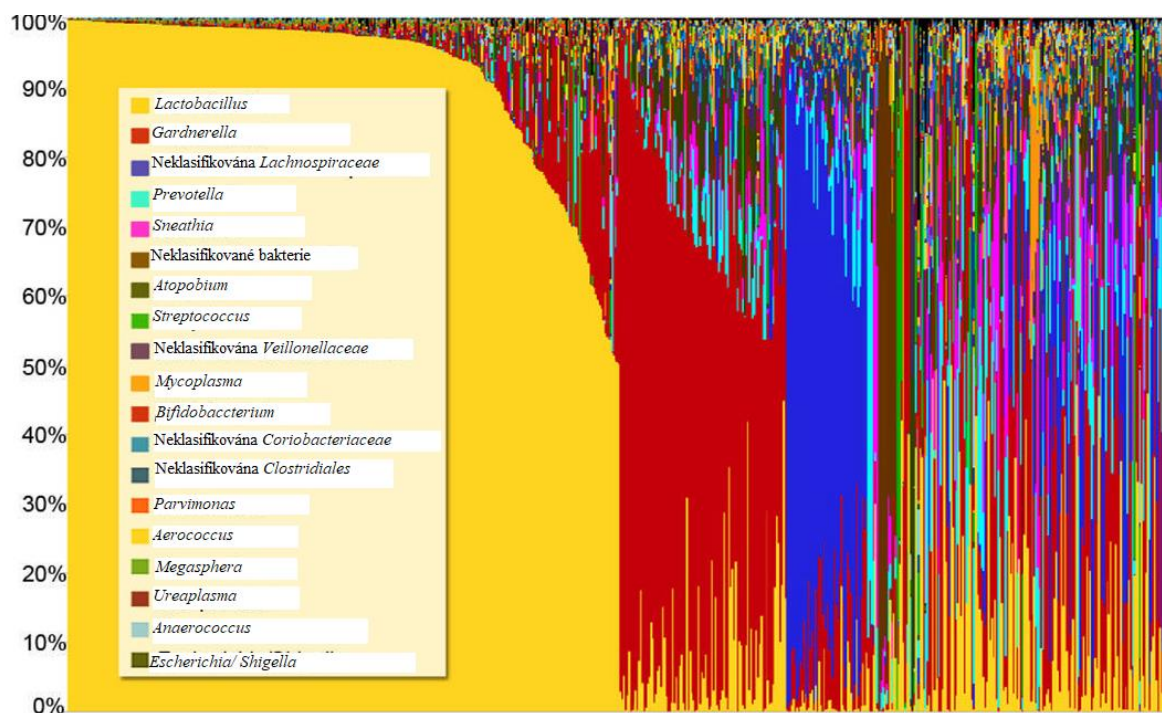 100%
90%
80%
70%
60%
50%
40%
30%
20%
10%
0%
Lactobacillus
Gardnerella
Neklasifikována Lachnospiraceae
Prevotella
Sneathia
Neklasifikované bakterie
Atopobium
Streptococcus
Neklasifikována Veillonellaceae
Mycoplasma
Bifidobaccterium
Neklasifikována Coriobacteriaceae
Neklasifikována Clostridiales
Parvimonas
Aerococcus
Megasphera
Ureaplasma
Anaerococcus
Escherichia/ Shigella